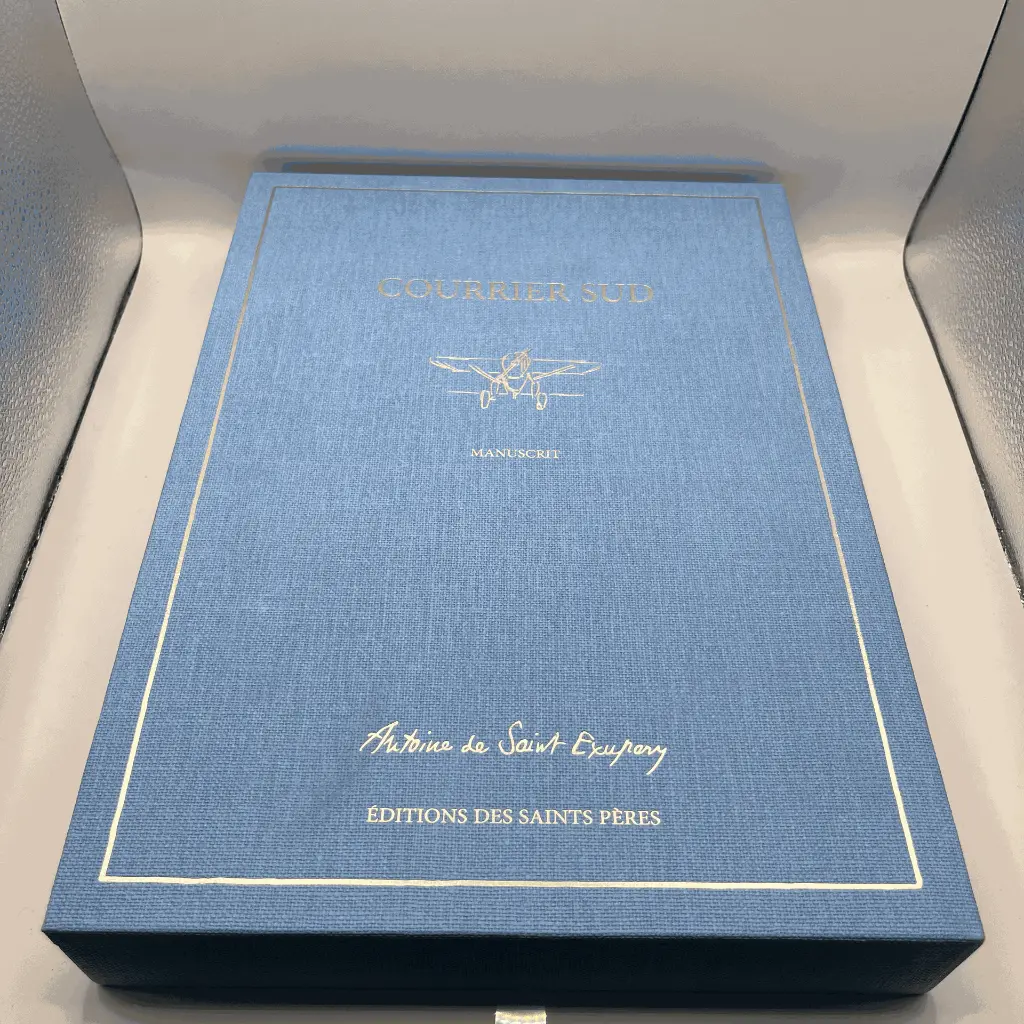 COURRIER SUD
MANUSCRIT
Antoine de Saint Exupéry
ÉDITIONS DES SAINTS PÈRES